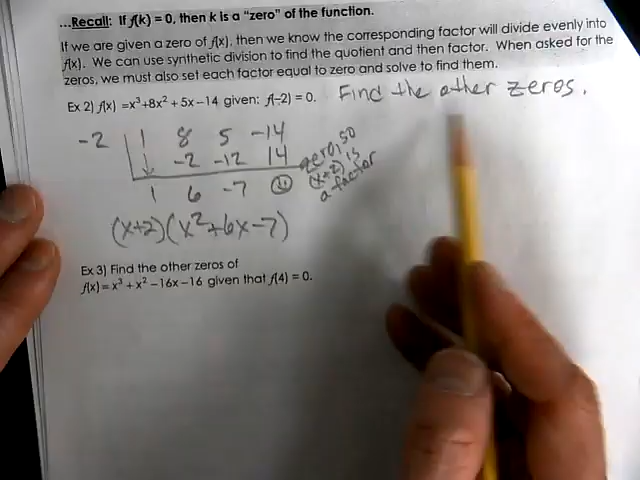 ...Recall: If f(k) = 0, then k is a "zero" of the function.
If we are given a zero of f(x), then we know the corresponding factor will divide evenly into
f(x). We can use synthetic division to find the quotient and then factor. When asked for the
zeros, we must also set each factor equal to zero and solve to find them.
Ex 2) f(x) =x³+8x² + 5x−14 given: f(−2) = 0. Find the other zeros.
-2 1 8 5 -14
-2 -12 14
1 6 -7
zero, so
(x+2) is
a factor
(x+2)(x²+6x-7)
Ex 3) Find the other zeros of
f(x) = x³ + x² −16x−16 given that f(4) = 0.